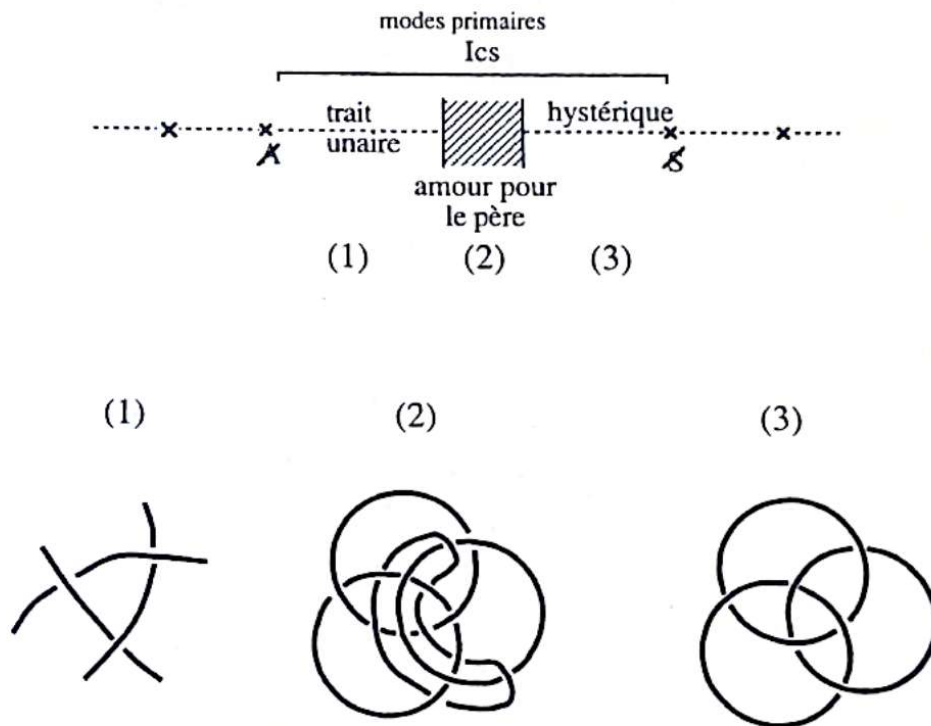 modes primaires
Ics
trait
unaire
hystérique
A̸
S̸
amour pour
le père
(1)
(2)
(3)
(1)
(2)
(3)